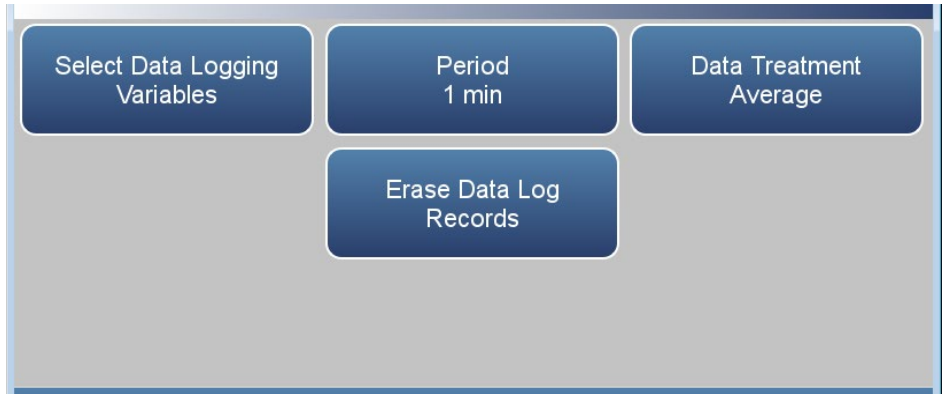 Select Data Logging
Variables
Period
1 min
Data Treatment
Average
Erase Data Log
Records